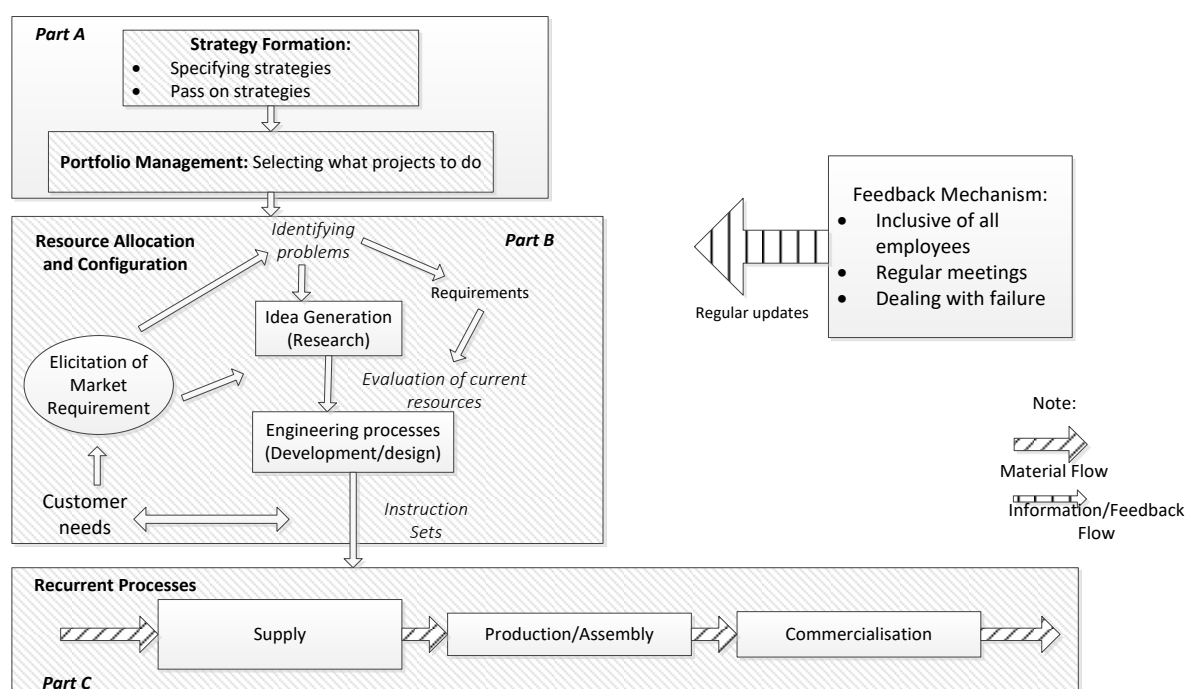 Part A
Strategy Formation:
• Specifying strategies
• Pass on strategies
Portfolio Management: Selecting what projects to do
Resource Allocation
and Configuration
Identifying
problems
Part B
Requirements
Idea Generation
(Research)
Elicitation of
Market
Requirement
Evaluation of current
resources
Engineering processes
(Development/design)
Customer
needs
Instruction
Sets
Recurrent Processes
Supply
Production/Assembly
Commercialisation
Part C
Feedback Mechanism:
• Inclusive of all
employees
• Regular meetings
• Dealing with failure
Regular updates
Note:
Material Flow
Information/Feedback
Flow